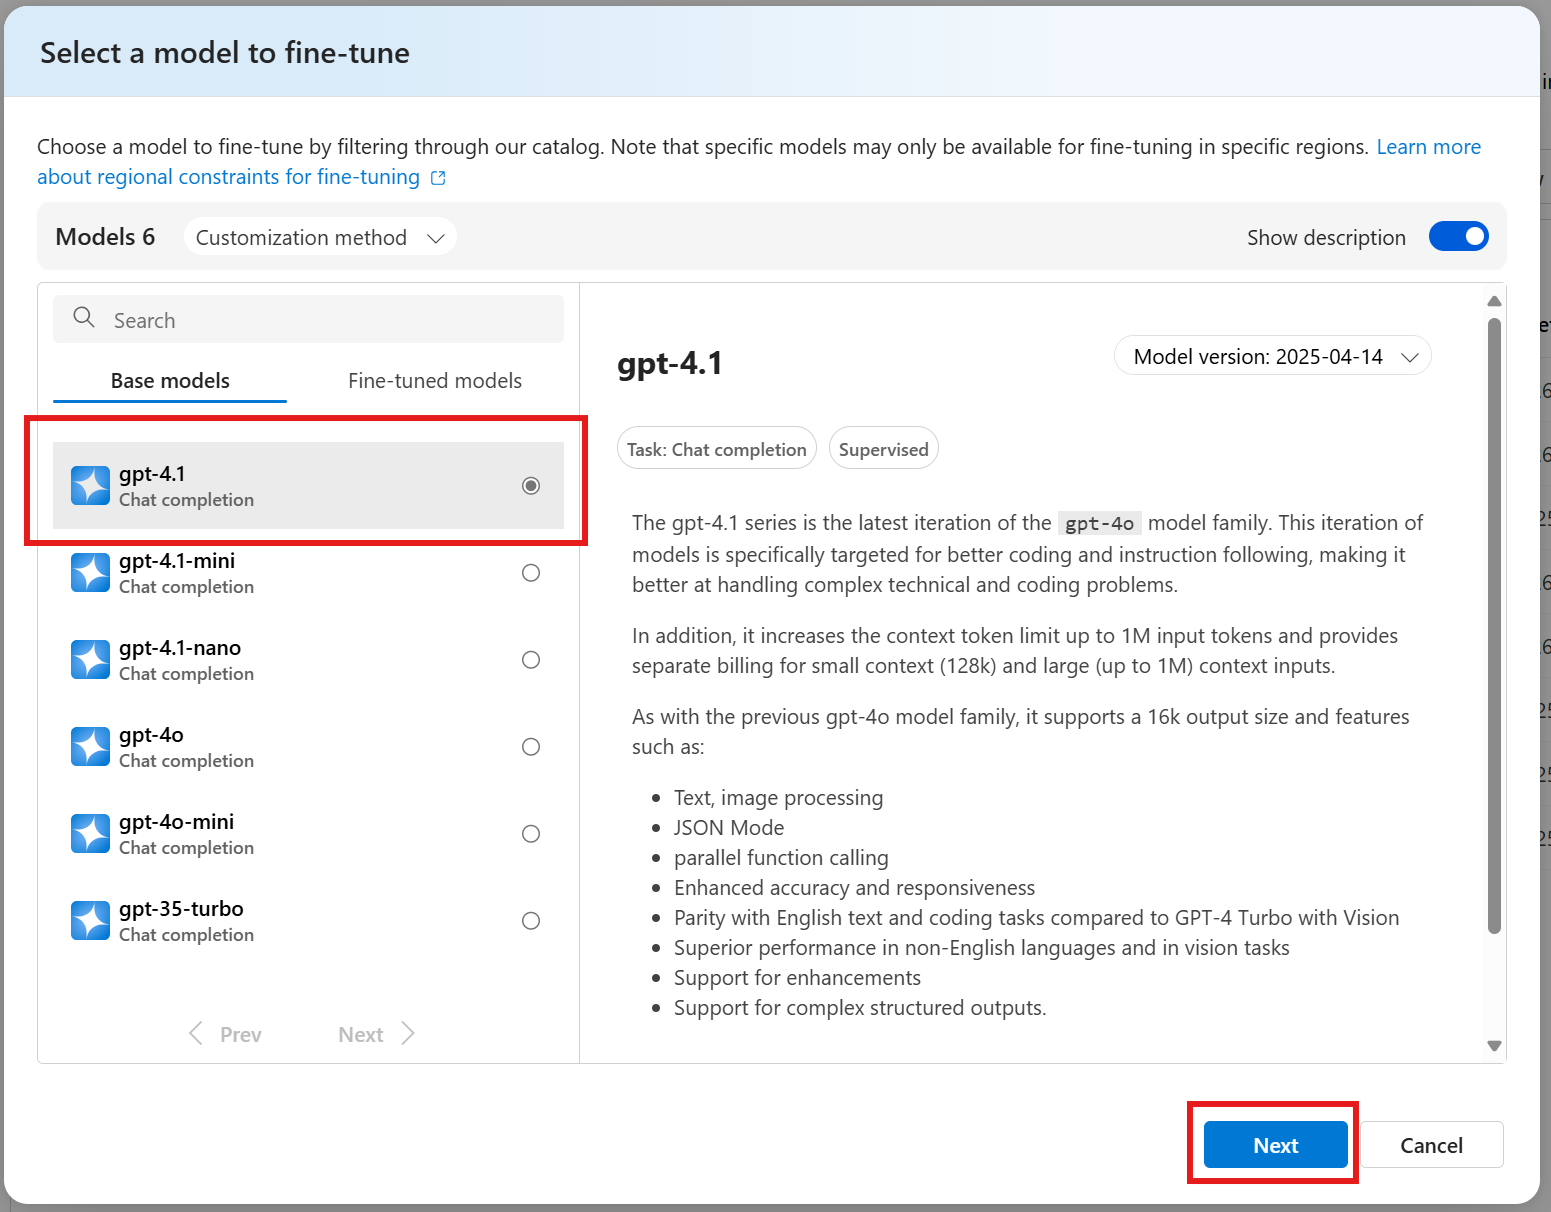 Select a model to fine-tune
Choose a model to fine-tune by filtering through our catalog. Note that specific models may only be available for fine-tuning in specific regions. Learn more
about regional constraints for fine-tuning
Models 6
Customization method
Show description
Search
Base models
Fine-tuned models
gpt-4.1
Chat completion
gpt-4.1-mini
Chat completion
gpt-4.1-nano
Chat completion
gpt-4o
Chat completion
gpt-4o-mini
Chat completion
gpt-35-turbo
Chat completion
Prev
Next
gpt-4.1
Model version: 2025-04-14
Task: Chat completion
Supervised
The gpt-4.1 series is the latest iteration of the gpt-4o model family. This iteration of
models is specifically targeted for better coding and instruction following, making it
better at handling complex technical and coding problems.
In addition, it increases the context token limit up to 1M input tokens and provides
separate billing for small context (128k) and large (up to 1M) context inputs.
As with the previous gpt-4o model family, it supports a 16k output size and features
such as:
• Text, image processing
• JSON Mode
• parallel function calling
• Enhanced accuracy and responsiveness
• Parity with English text and coding tasks compared to GPT-4 Turbo with Vision
• Superior performance in non-English languages and in vision tasks
• Support for enhancements
• Support for complex structured outputs.
Next
Cancel